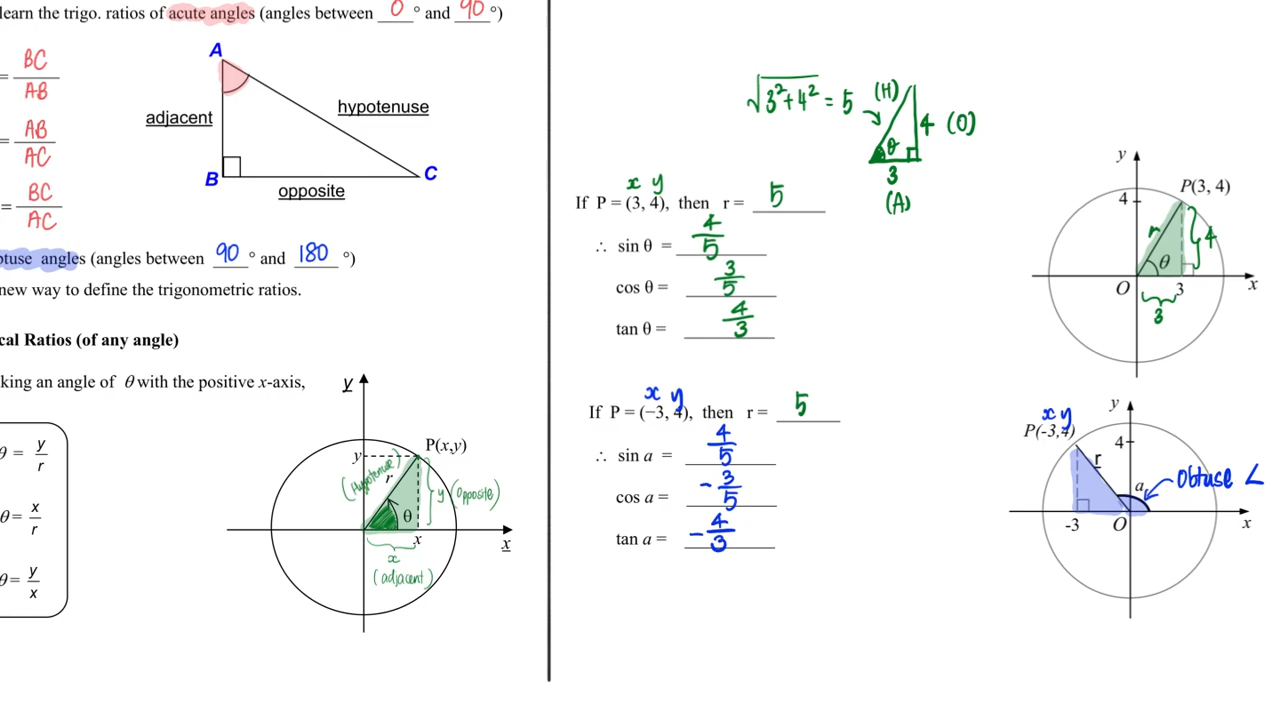 learn the trigo. ratios of acute angles (angles between 0 ° and 90 °)
= BC / AB
= AB / AC
= BC / AC
A
adjacent
hypotenuse
B
C
opposite
otuse angles (angles between 90 ° and 180 °)
new way to define the trigonometric ratios.
cal Ratios (of any angle)
king an angle of θ with the positive x-axis,
θ = y / r
θ = x / r
θ = y / x
y
P(x,y)
y
(Hypotenuse)
r
y (Opposite)
θ
x
x
x
(adjacent)
√3²+4² = 5
(H)
4 (O)
θ
3
(A)
x y
If P = (3, 4), then r = 5
∴ sin θ = 4/5
cos θ = 3/5
tan θ = 4/3
y
P(3, 4)
4
r
4
θ
O
3
x
3
x y
If P = (−3, 4), then r = 5
∴ sin a = 4/5
cos a = -3/5
tan a = -4/3
y
x y
P(-3,4)
4
r
a
Obtuse ∠
-3
O
x